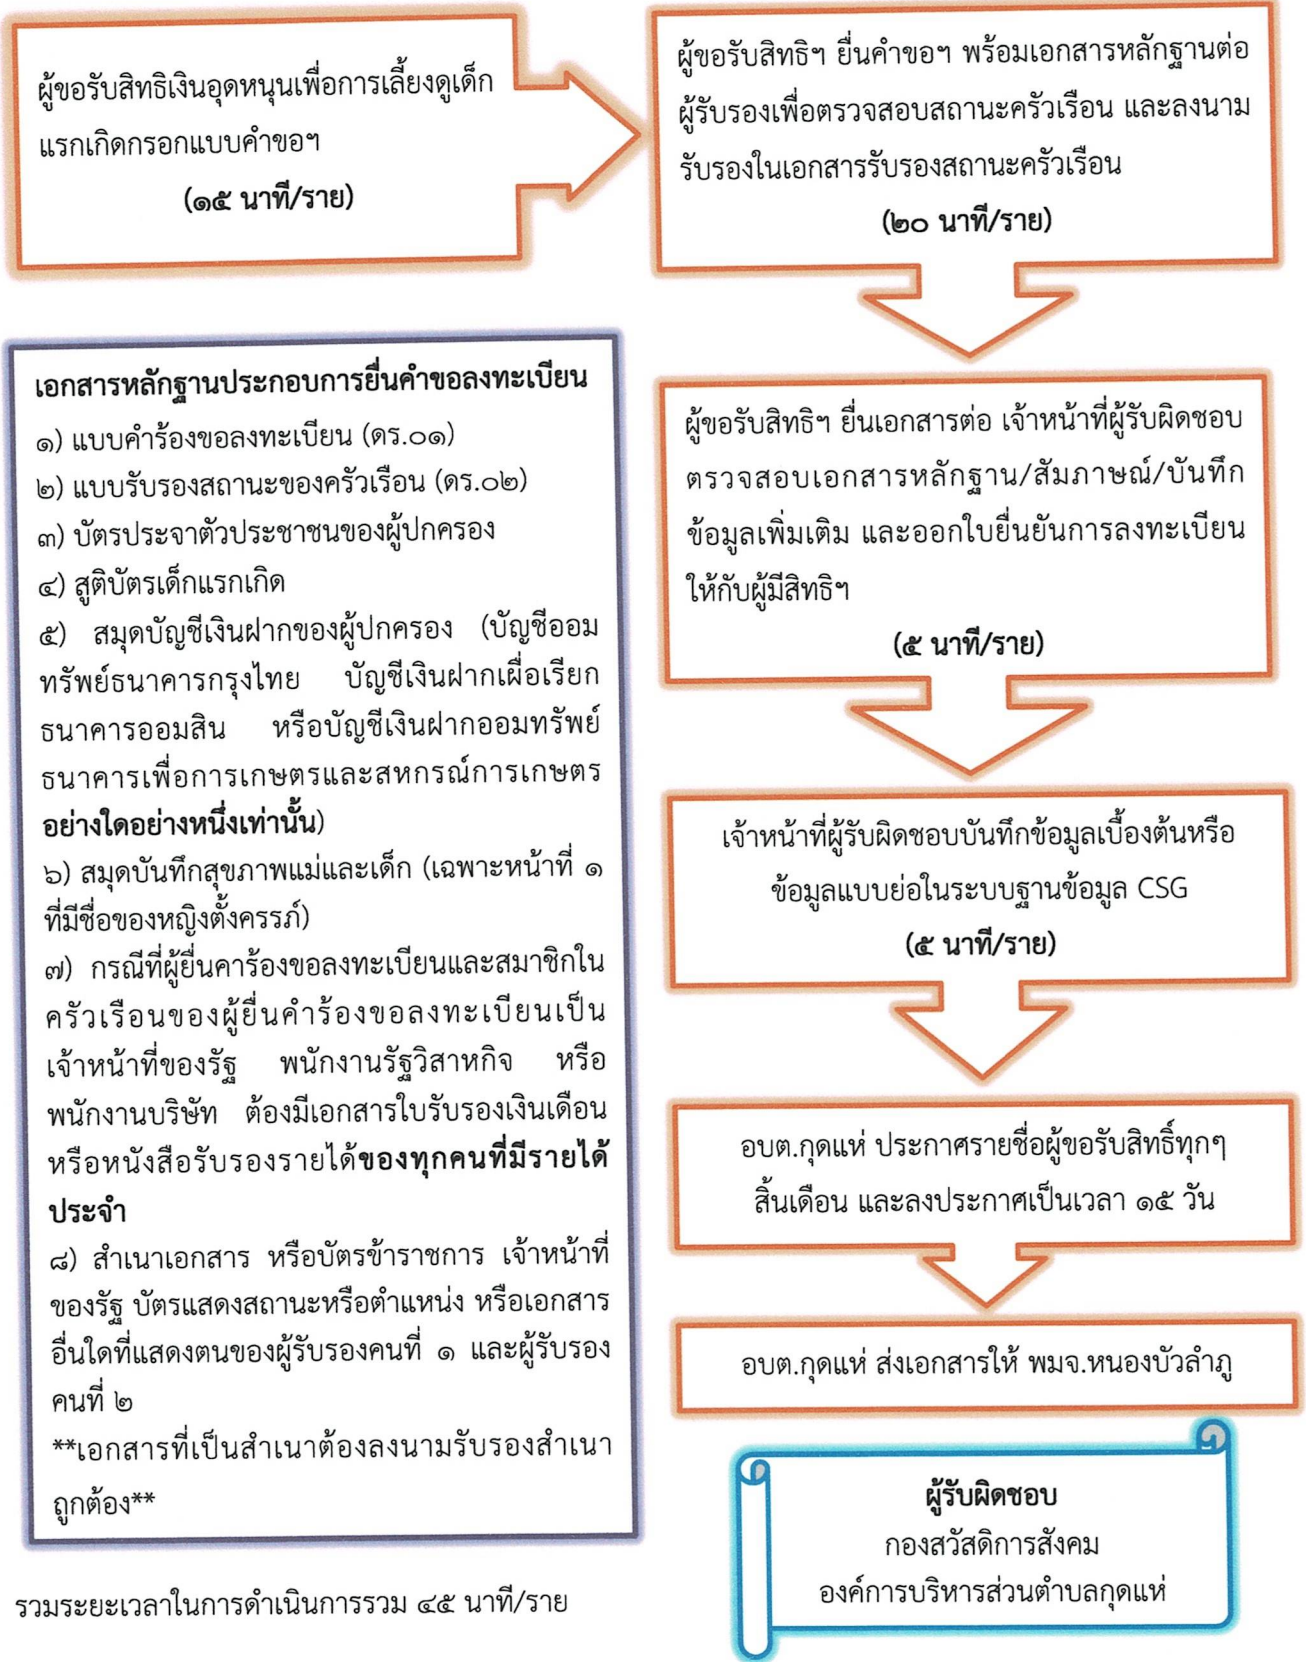 ผู้ขอรับสิทธิเงินอุดหนุนเพื่อการเลี้ยงดูเด็ก
แรกเกิดกรอกแบบคำขอฯ
(๑๕ นาที/ราย)
ผู้ขอรับสิทธิฯ ยื่นคำขอฯ พร้อมเอกสารหลักฐานต่อ
ผู้รับรองเพื่อตรวจสอบสถานะครัวเรือน และลงนาม
รับรองในเอกสารรับรองสถานะครัวเรือน
(๒๐ นาที/ราย)
ผู้ขอรับสิทธิฯ ยื่นเอกสารต่อ เจ้าหน้าที่ผู้รับผิดชอบ
ตรวจสอบเอกสารหลักฐาน/สัมภาษณ์/บันทึก
ข้อมูลเพิ่มเติม และออกใบยื่นยันการลงทะเบียน
ให้กับผู้มีสิทธิฯ
(๕ นาที/ราย)
เจ้าหน้าที่ผู้รับผิดชอบบันทึกข้อมูลเบื้องต้นหรือ
ข้อมูลแบบย่อในระบบฐานข้อมูล CSG
(๕ นาที/ราย)
อบต.กุดแห่ ประกาศรายชื่อผู้ขอรับสิทธิ์ทุกๆ
สิ้นเดือน และลงประกาศเป็นเวลา ๑๕ วัน
อบต.กุดแห่ ส่งเอกสารให้ พมจ.หนองบัวลำภู
ผู้รับผิดชอบ
กองสวัสดิการสังคม
องค์การบริหารส่วนตำบลกุดแห่
เอกสารหลักฐานประกอบการยื่นคำขอลงทะเบียน
๑) แบบคำร้องขอลงทะเบียน (ดร.๐๑)
๒) แบบรับรองสถานะของครัวเรือน (ดร.๐๒)
๓) บัตรประจาตัวประชาชนของผู้ปกครอง
๔) สูติบัตรเด็กแรกเกิด
๕) สมุดบัญชีเงินฝากของผู้ปกครอง (บัญชีออม
ทรัพย์ธนาคารกรุงไทย บัญชีเงินฝากเผื่อเรียก
ธนาคารออมสิน หรือบัญชีเงินฝากออมทรัพย์
ธนาคารเพื่อการเกษตรและสหกรณ์การเกษตร
อย่างใดอย่างหนึ่งเท่านั้น)
๖) สมุดบันทึกสุขภาพแม่และเด็ก (เฉพาะหน้าที่ ๑
ที่มีชื่อของหญิงตั้งครรภ์)
๗) กรณีที่ผู้ยื่นคาร้องขอลงทะเบียนและสมาชิกใน
ครัวเรือนของผู้ยื่นคำร้องขอลงทะเบียนเป็น
เจ้าหน้าที่ของรัฐ พนักงานรัฐวิสาหกิจ หรือ
พนักงานบริษัท ต้องมีเอกสารใบรับรองเงินเดือน
หรือหนังสือรับรองรายได้ของทุกคนที่มีรายได้
ประจำ
๘) สำเนาเอกสาร หรือบัตรข้าราชการ เจ้าหน้าที่
ของรัฐ บัตรแสดงสถานะหรือตำแหน่ง หรือเอกสาร
อื่นใดที่แสดงตนของผู้รับรองคนที่ ๑ และผู้รับรอง
คนที่ ๒
**เอกสารที่เป็นสำเนาต้องลงนามรับรองสำเนา
ถูกต้อง**
รวมระยะเวลาในการดำเนินการรวม ๔๕ นาที/ราย